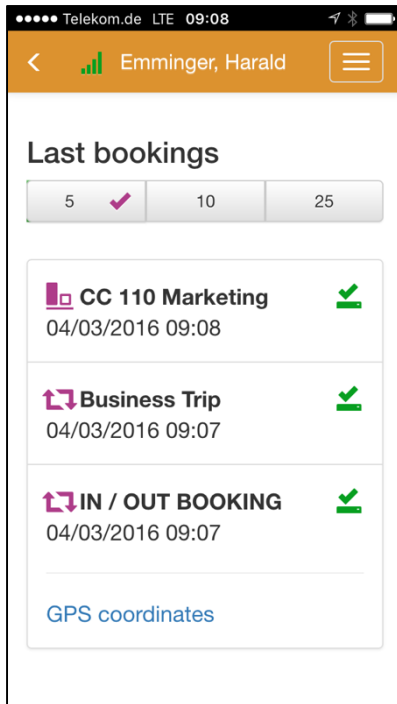 Telekom.de LTE 09:08
Emminger, Harald
Last bookings
5 10 25
CC 110 Marketing
04/03/2016 09:08
Business Trip
04/03/2016 09:07
IN / OUT BOOKING
04/03/2016 09:07
GPS coordinates